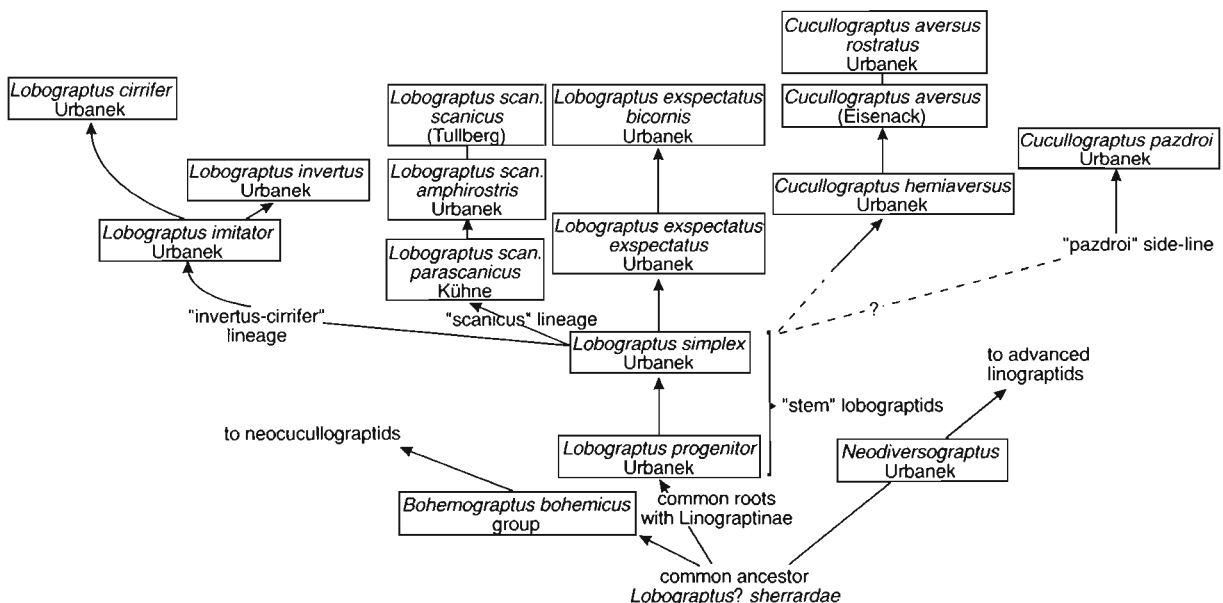 Cucullograptus aversus
rostratus
Urbanek
Lobograptus cirrifer
Urbanek
Lobograptus scan.
scanicus
(Tullberg)
Lobograptus exspectatus
bicornis
Urbanek
Cucullograptus aversus
(Eisenack)
Cucullograptus pazdroi
Urbanek
Lobograptus invertus
Urbanek
Lobograptus scan.
amphirostris
Urbanek
Cucullograptus hemiaversus
Urbanek
Lobograptus imitator
Urbanek
Lobograptus scan.
parascanicus
Kühne
Lobograptus exspectatus
exspectatus
Urbanek
"pazdroi" side-line
"invertus-cirrifer"
lineage
"scanicus" lineage
?
Lobograptus simplex
Urbanek
to advanced
linograptids
"stem" lobograptids
to neocucullograptids
Lobograptus progenitor
Urbanek
Neodiversograptus
Urbanek
Bohemograptus bohemicus
group
common roots
with Linograptinae
common ancestor
Lobograptus? sherrardae